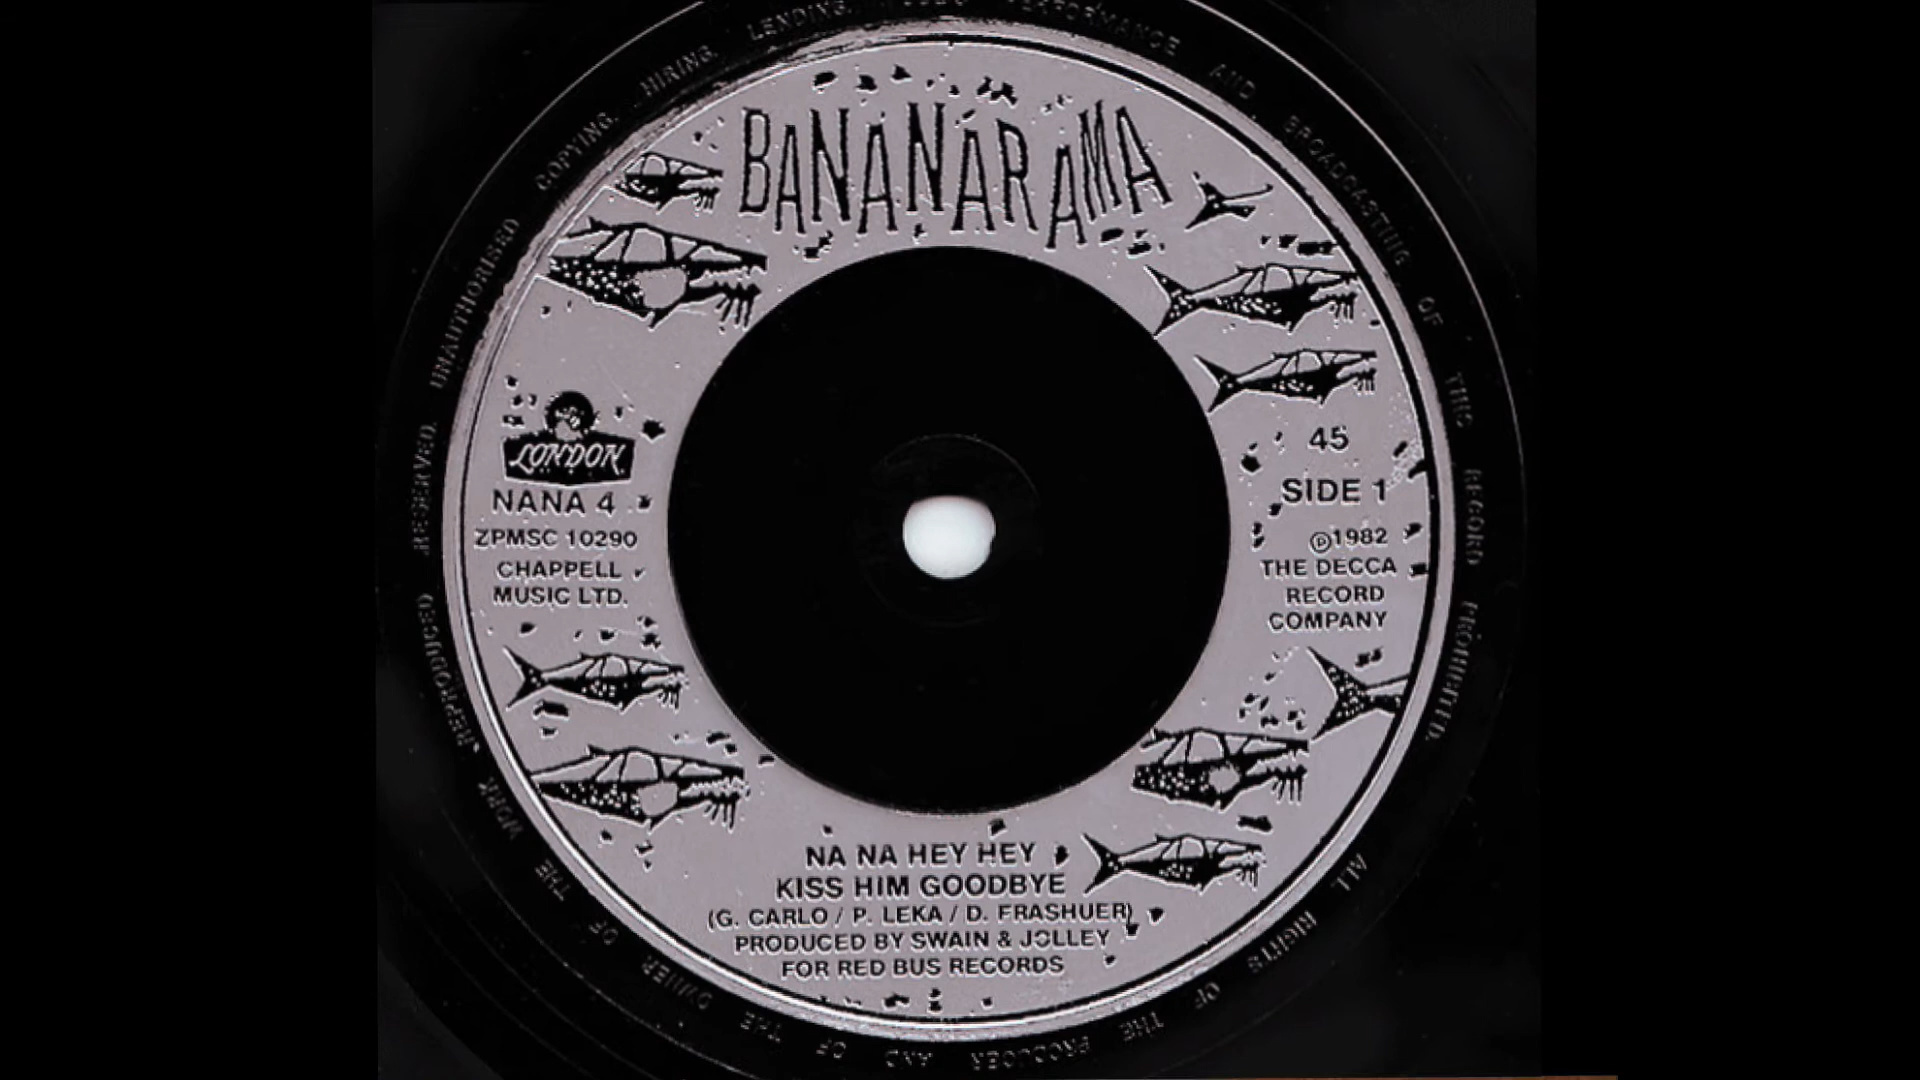 BANANARAMA
LONDON
NANA 4
ZPMSC 10290
CHAPPELL
MUSIC LTD.
45
SIDE 1
Ⓟ1982
THE DECCA
RECORD
COMPANY
NA NA HEY HEY
KISS HIM GOODBYE
(G. CARLO / P. LEKA / D. FRASHUER)
PRODUCED BY SWAIN & JOLLEY
FOR RED BUS RECORDS
ALL RIGHTS OF THE PRODUCER AND OF THE OWNER OF THE WORK REPRODUCED RESERVED. UNAUTHORISED COPYING, HIRING, LENDING, PUBLIC PERFORMANCE AND BROADCASTING OF THIS RECORD PROHIBITED.